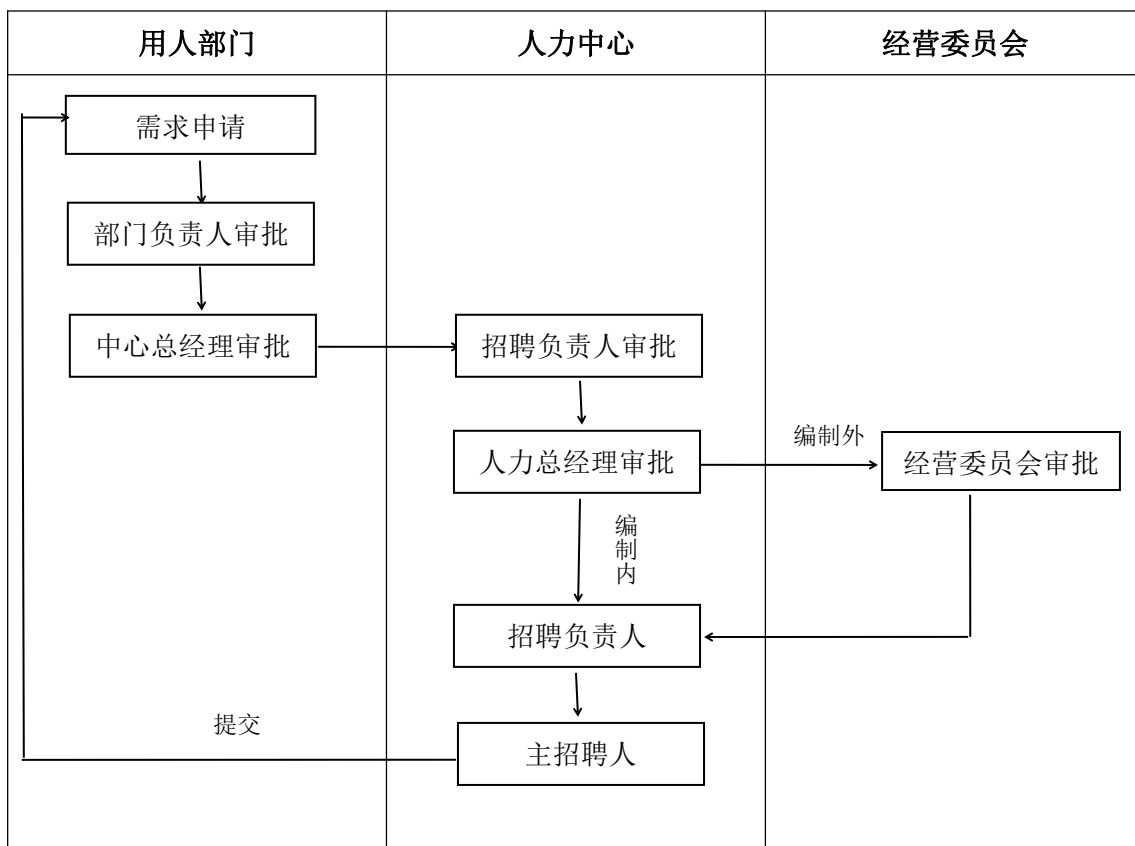 用人部门
人力中心
经营委员会
需求申请
部门负责人审批
中心总经理审批
招聘负责人审批
人力总经理审批
编制外
经营委员会审批
编制内
招聘负责人
提交
主招聘人